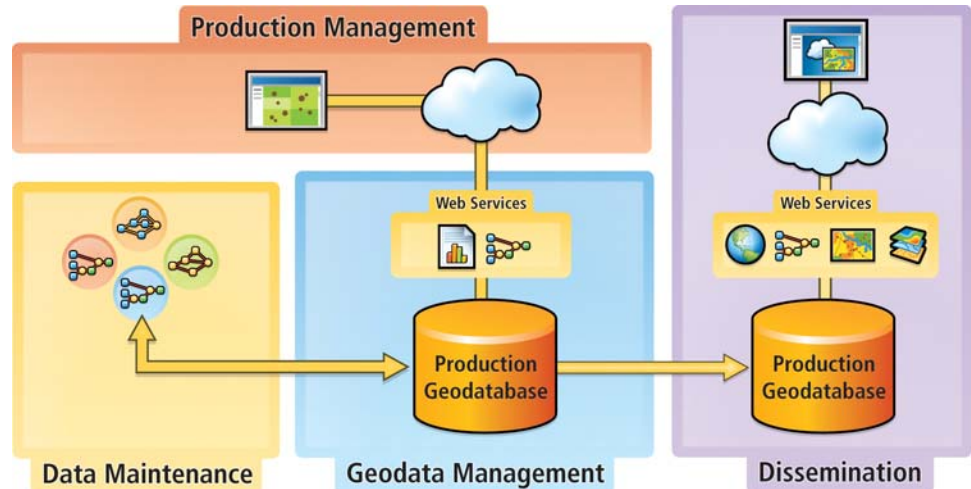 Production Management
Web Services
Web Services
Production
Geodatabase
Production
Geodatabase
Data Maintenance
Geodata Management
Dissemination